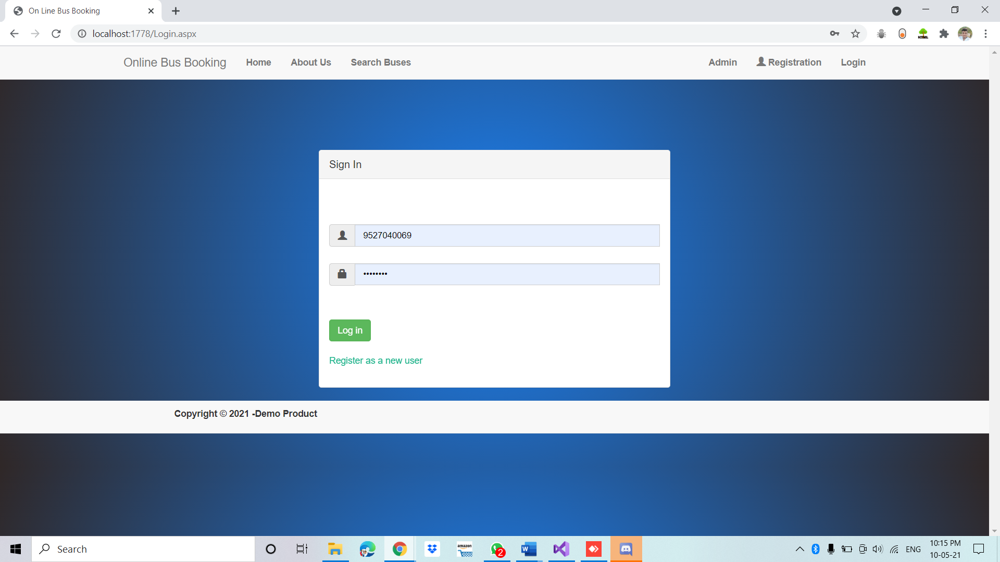 On Line Bus Booking
localhost:1778/Login.aspx
HTML
Online Bus Booking Home About Us Search Buses Admin Registration Login
Sign In
9527040069
••••••••
Log in
Register as a new user
Copyright © 2021 -Demo Product
Search
amazon
2
W
ENG
10:15 PM
10-05-21